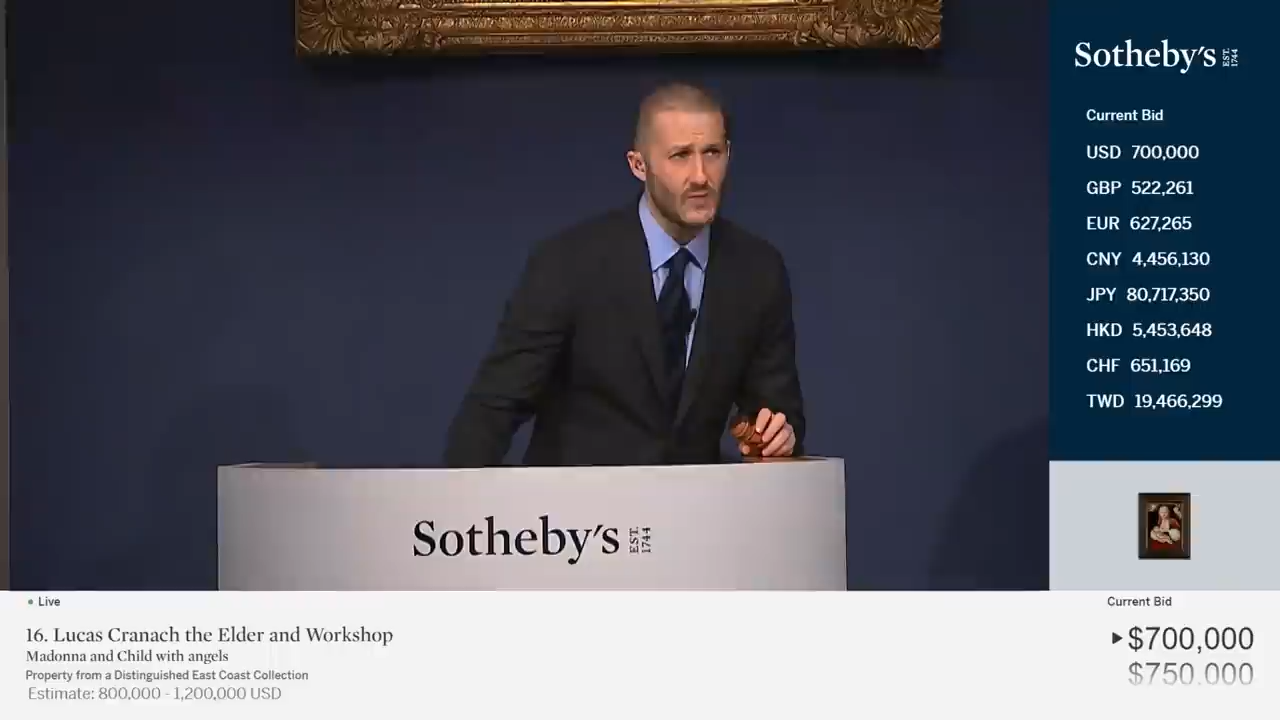 Sotheby's EST. 1744
Current Bid
USD 700,000
GBP 522,261
EUR 627,265
CNY 4,456,130
JPY 80,717,350
HKD 5,453,648
CHF 651,169
TWD 19,466,299
Sotheby's EST. 1744
Live
16. Lucas Cranach the Elder and Workshop
Madonna and Child with angels
Property from a Distinguished East Coast Collection
Estimate: 800,000 - 1,200,000 USD
Current Bid
$700,000
$750,000